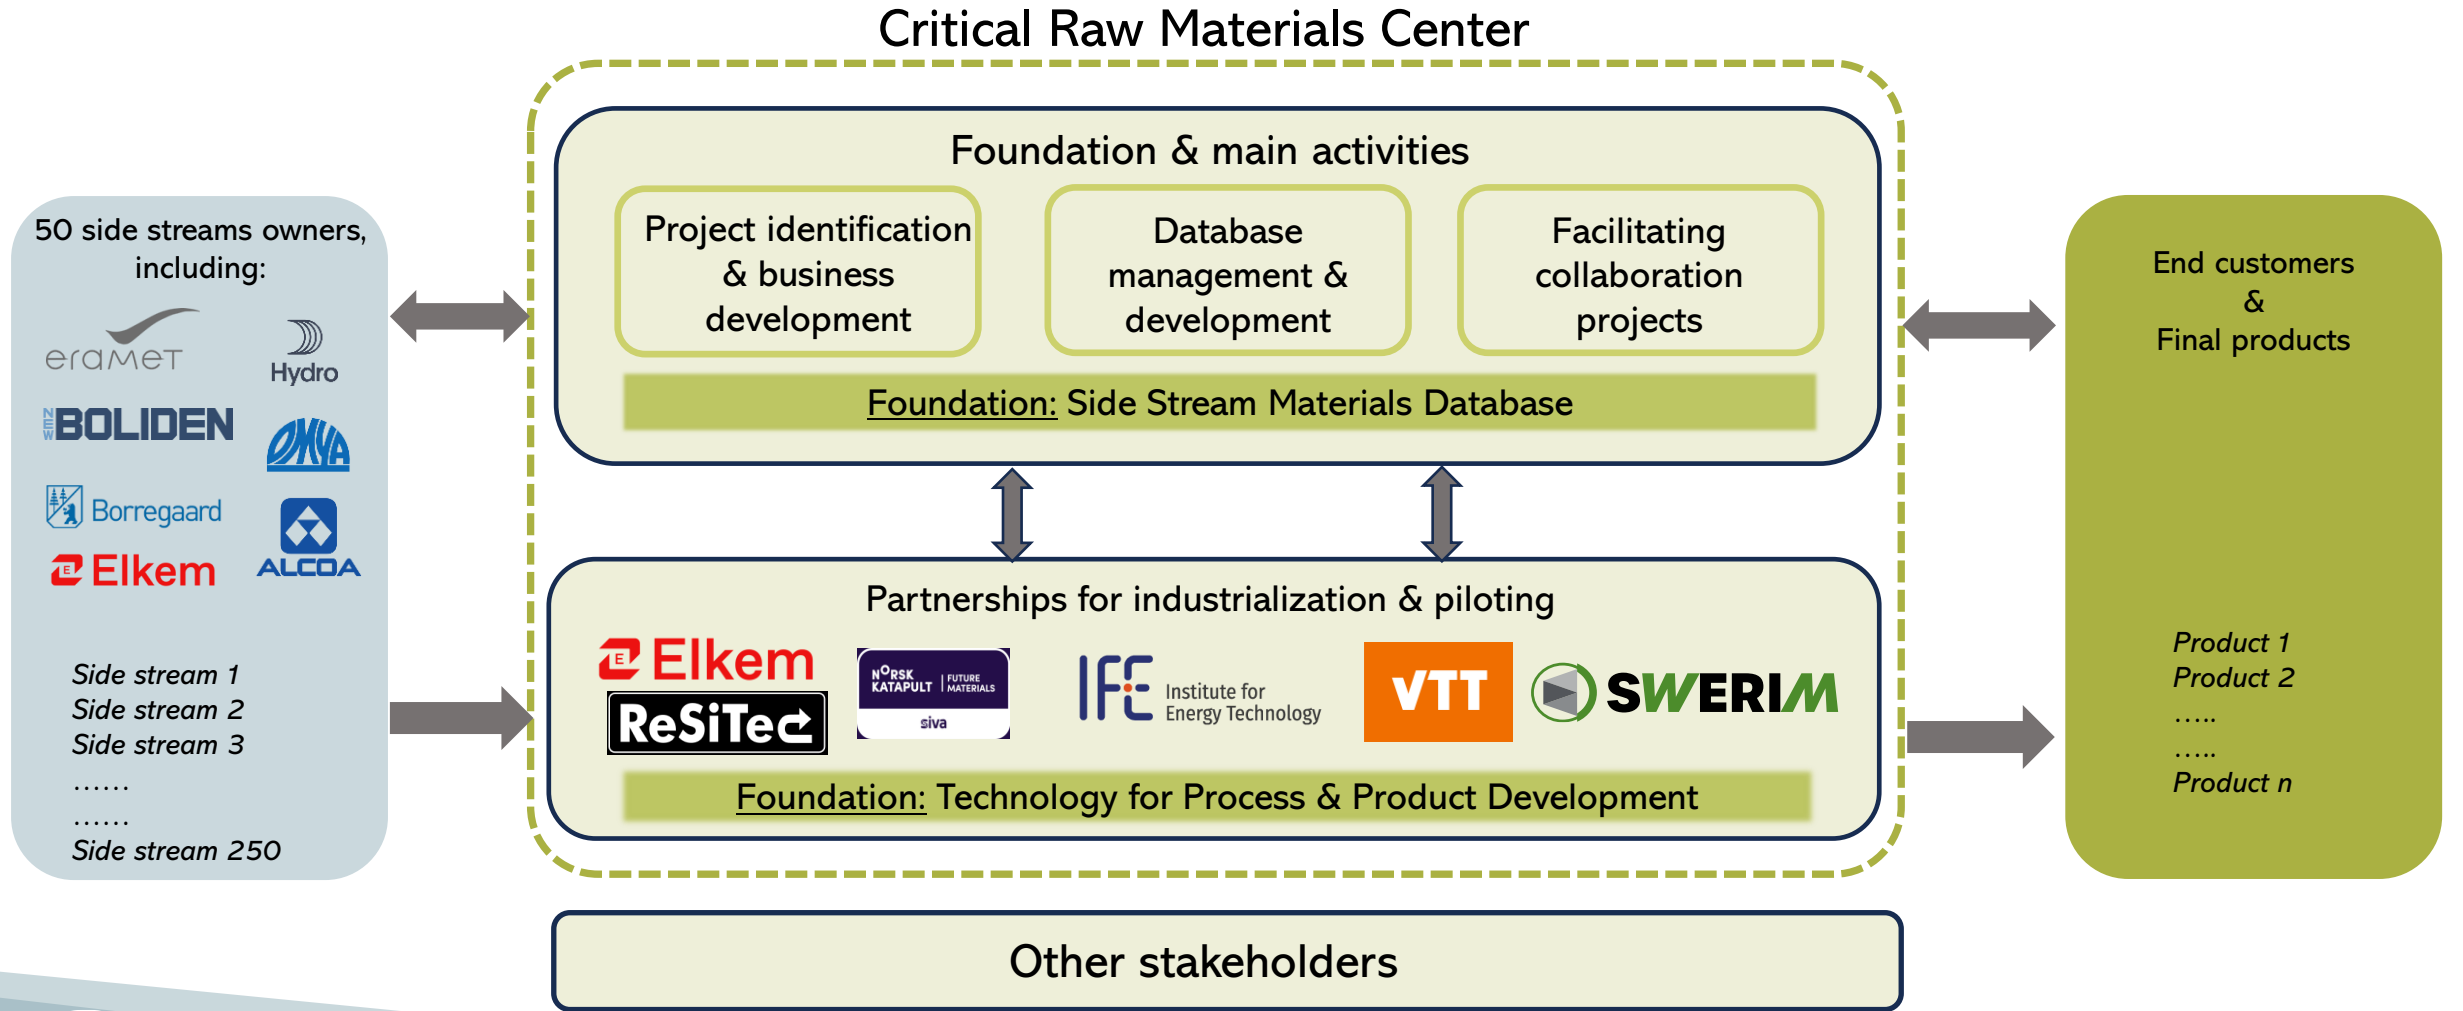 Critical Raw Materials Center
50 side streams owners,
including:
eramet
Hydro
NEW BOLIDEN
OMYA
Borregaard
ALCOA
E Elkem
Side stream 1
Side stream 2
Side stream 3
......
......
Side stream 250
Foundation & main activities
Project identification
& business
development
Database
management &
development
Facilitating
collaboration
projects
Foundation: Side Stream Materials Database
Partnerships for industrialization & piloting
E Elkem
ReSiTec
NORSK
KATAPULT
FUTURE
MATERIALS
siva
IFE
Institute for
Energy Technology
VTT
SWERIM
Foundation: Technology for Process & Product Development
Other stakeholders
End customers
&
Final products
Product 1
Product 2
.....
.....
Product n